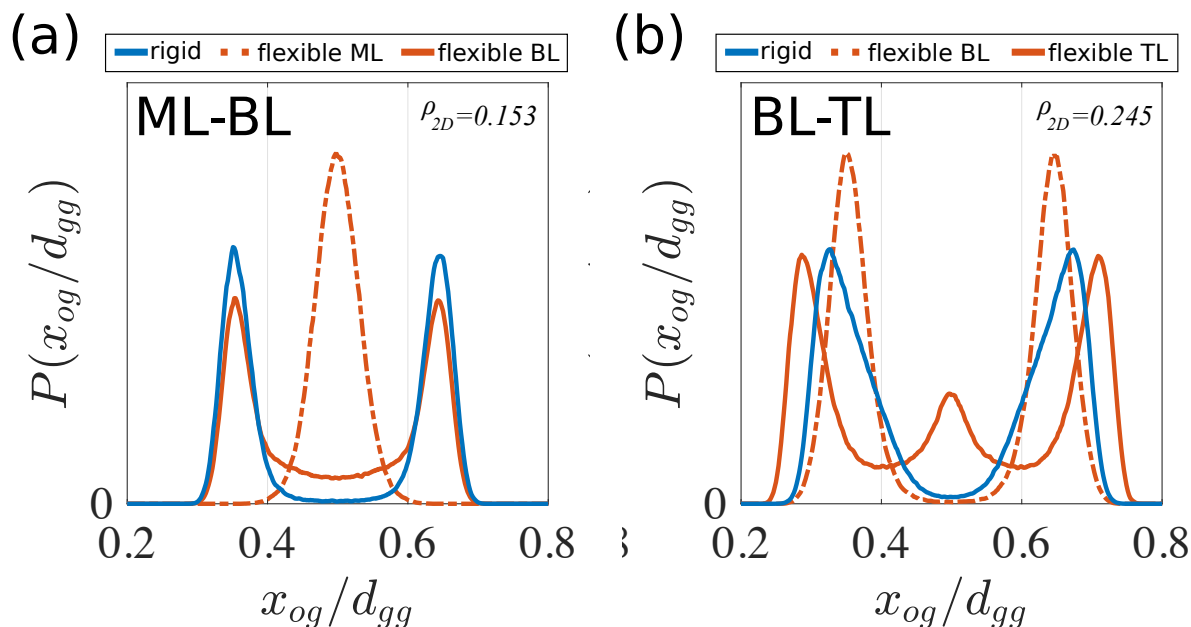 (a)
rigid flexible ML flexible BL
ML-BL
ρ2D=0.153
P(xog/dgg)
0
0.2 0.4 0.6 0.8
xog/dgg
(b)
rigid flexible BL flexible TL
BL-TL
ρ2D=0.245
P(xog/dgg)
0
0.2 0.4 0.6 0.8
xog/dgg